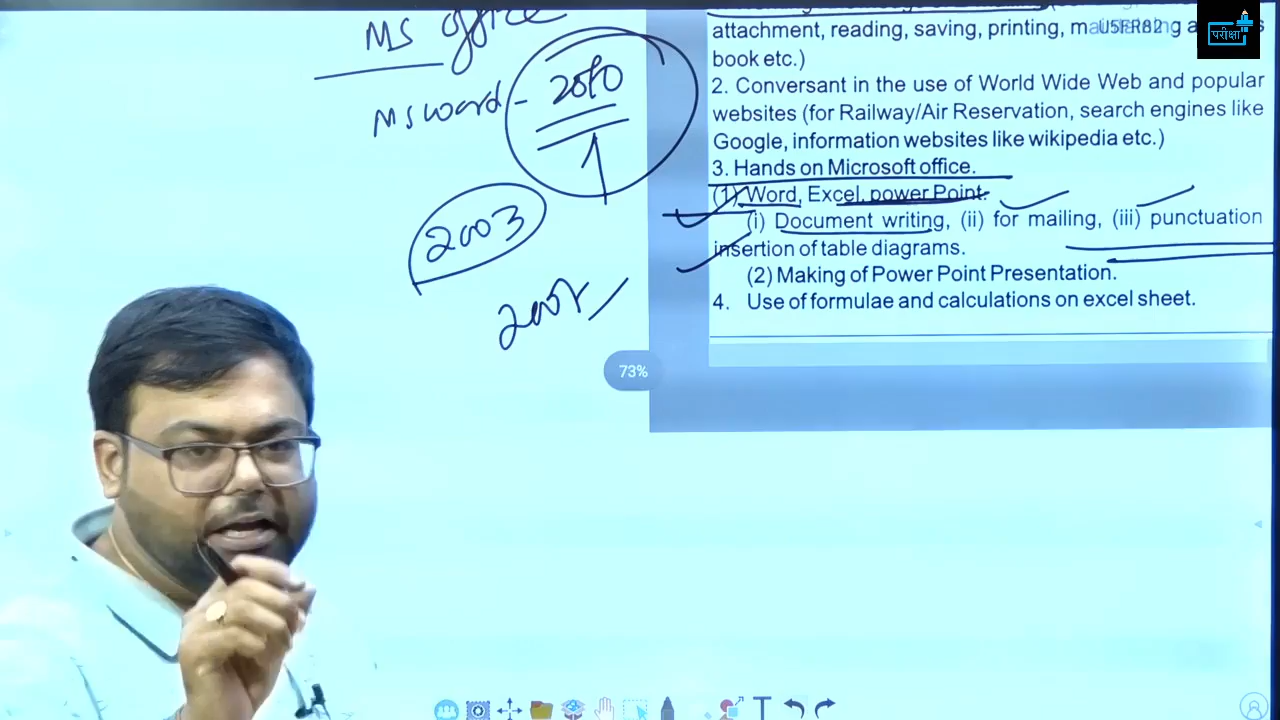 MS office
MS word - 2010
1
2003
2007
attachment, reading, saving, printing,
book etc.)
2. Conversant in the use of World Wide Web and popular
websites (for Railway/Air Reservation, search engines like
Google, information websites like wikipedia etc.)
3. Hands on Microsoft office.
(1) Word, Excel, power Point.
(i) Document writing, (ii) for mailing, (iii) punctuation
insertion of table diagrams.
(2) Making of Power Point Presentation.
4. Use of formulae and calculations on excel sheet.
73%
U5FR82
परीक्षा
T